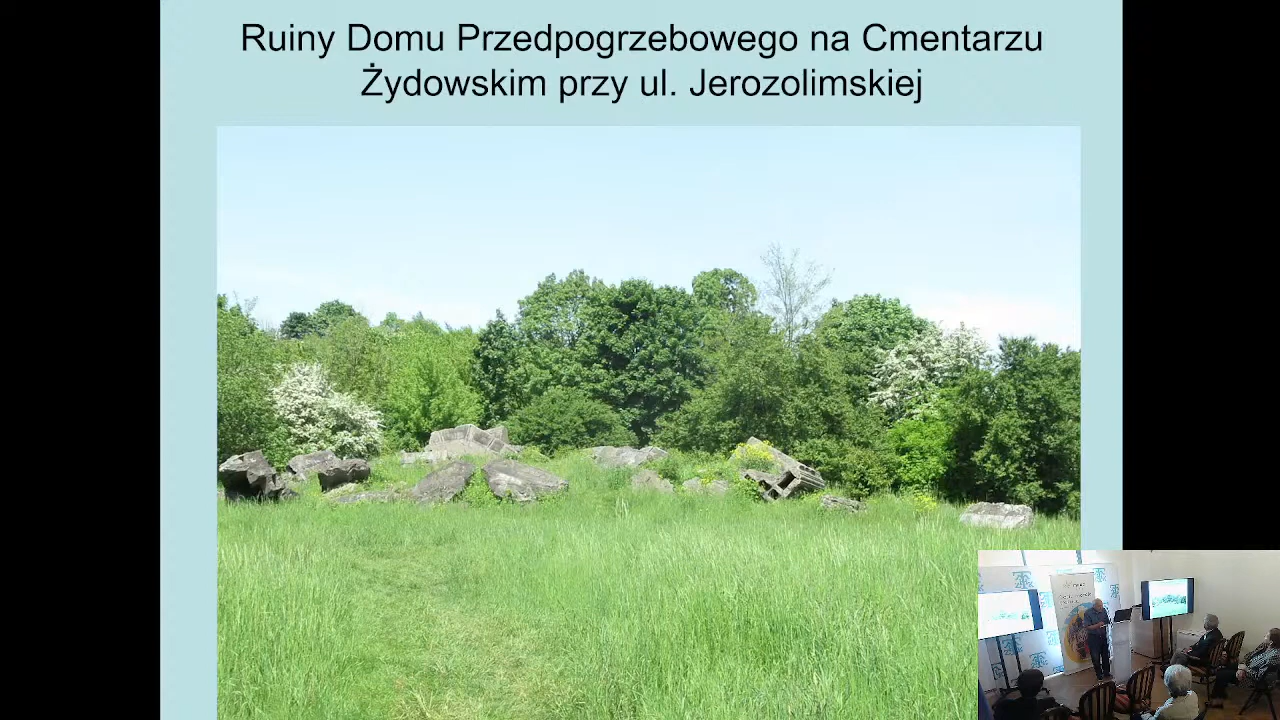 Ruiny Domu Przedpogrzebowego na Cmentarzu
Żydowskim przy ul. Jerozolimskiej